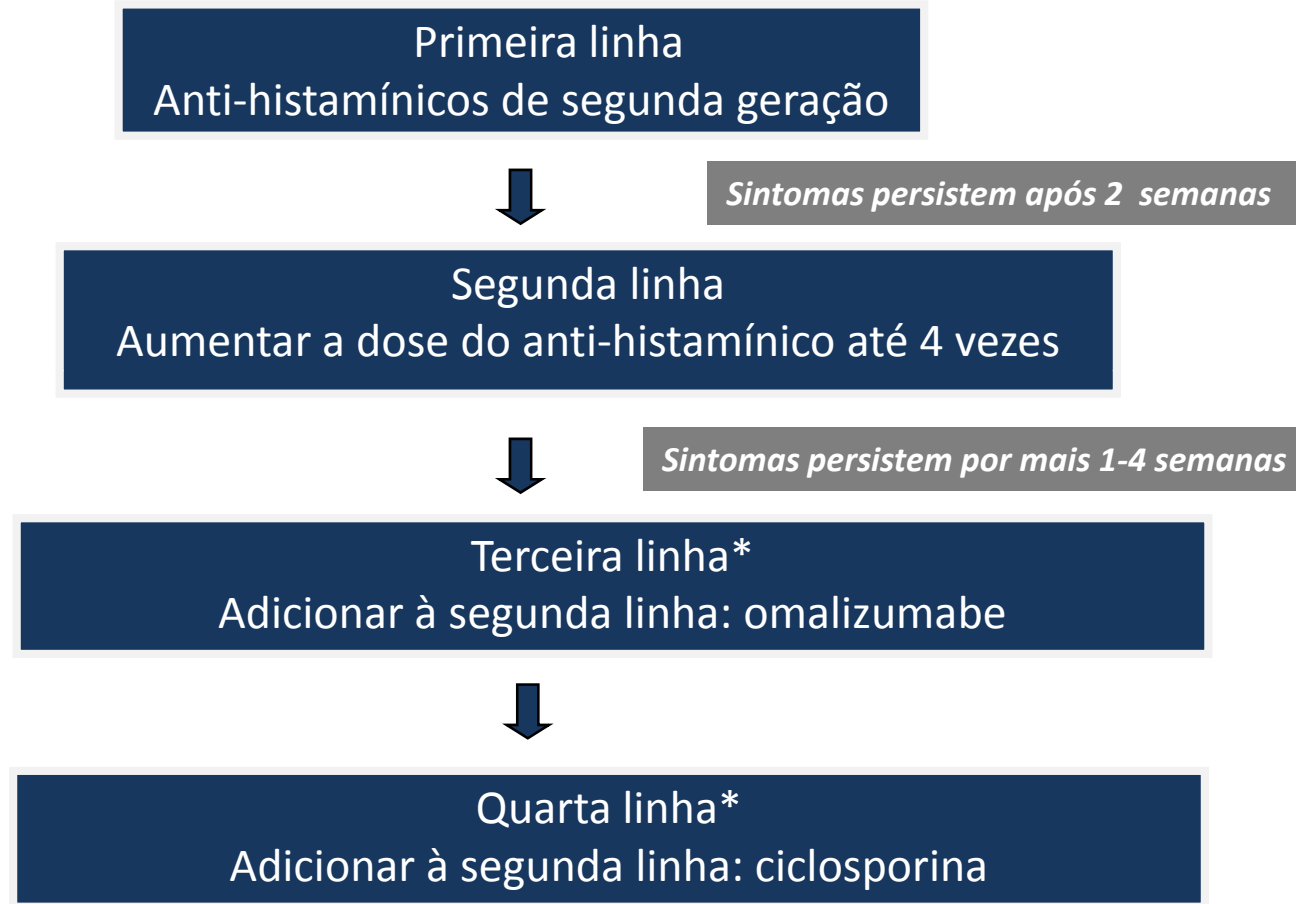 Primeira linha
Anti-histamínicos de segunda geração
Sintomas persistem após 2 semanas
Segunda linha
Aumentar a dose do anti-histamínico até 4 vezes
Sintomas persistem por mais 1-4 semanas
Terceira linha*
Adicionar à segunda linha: omalizumabe
Quarta linha*
Adicionar à segunda linha: ciclosporina